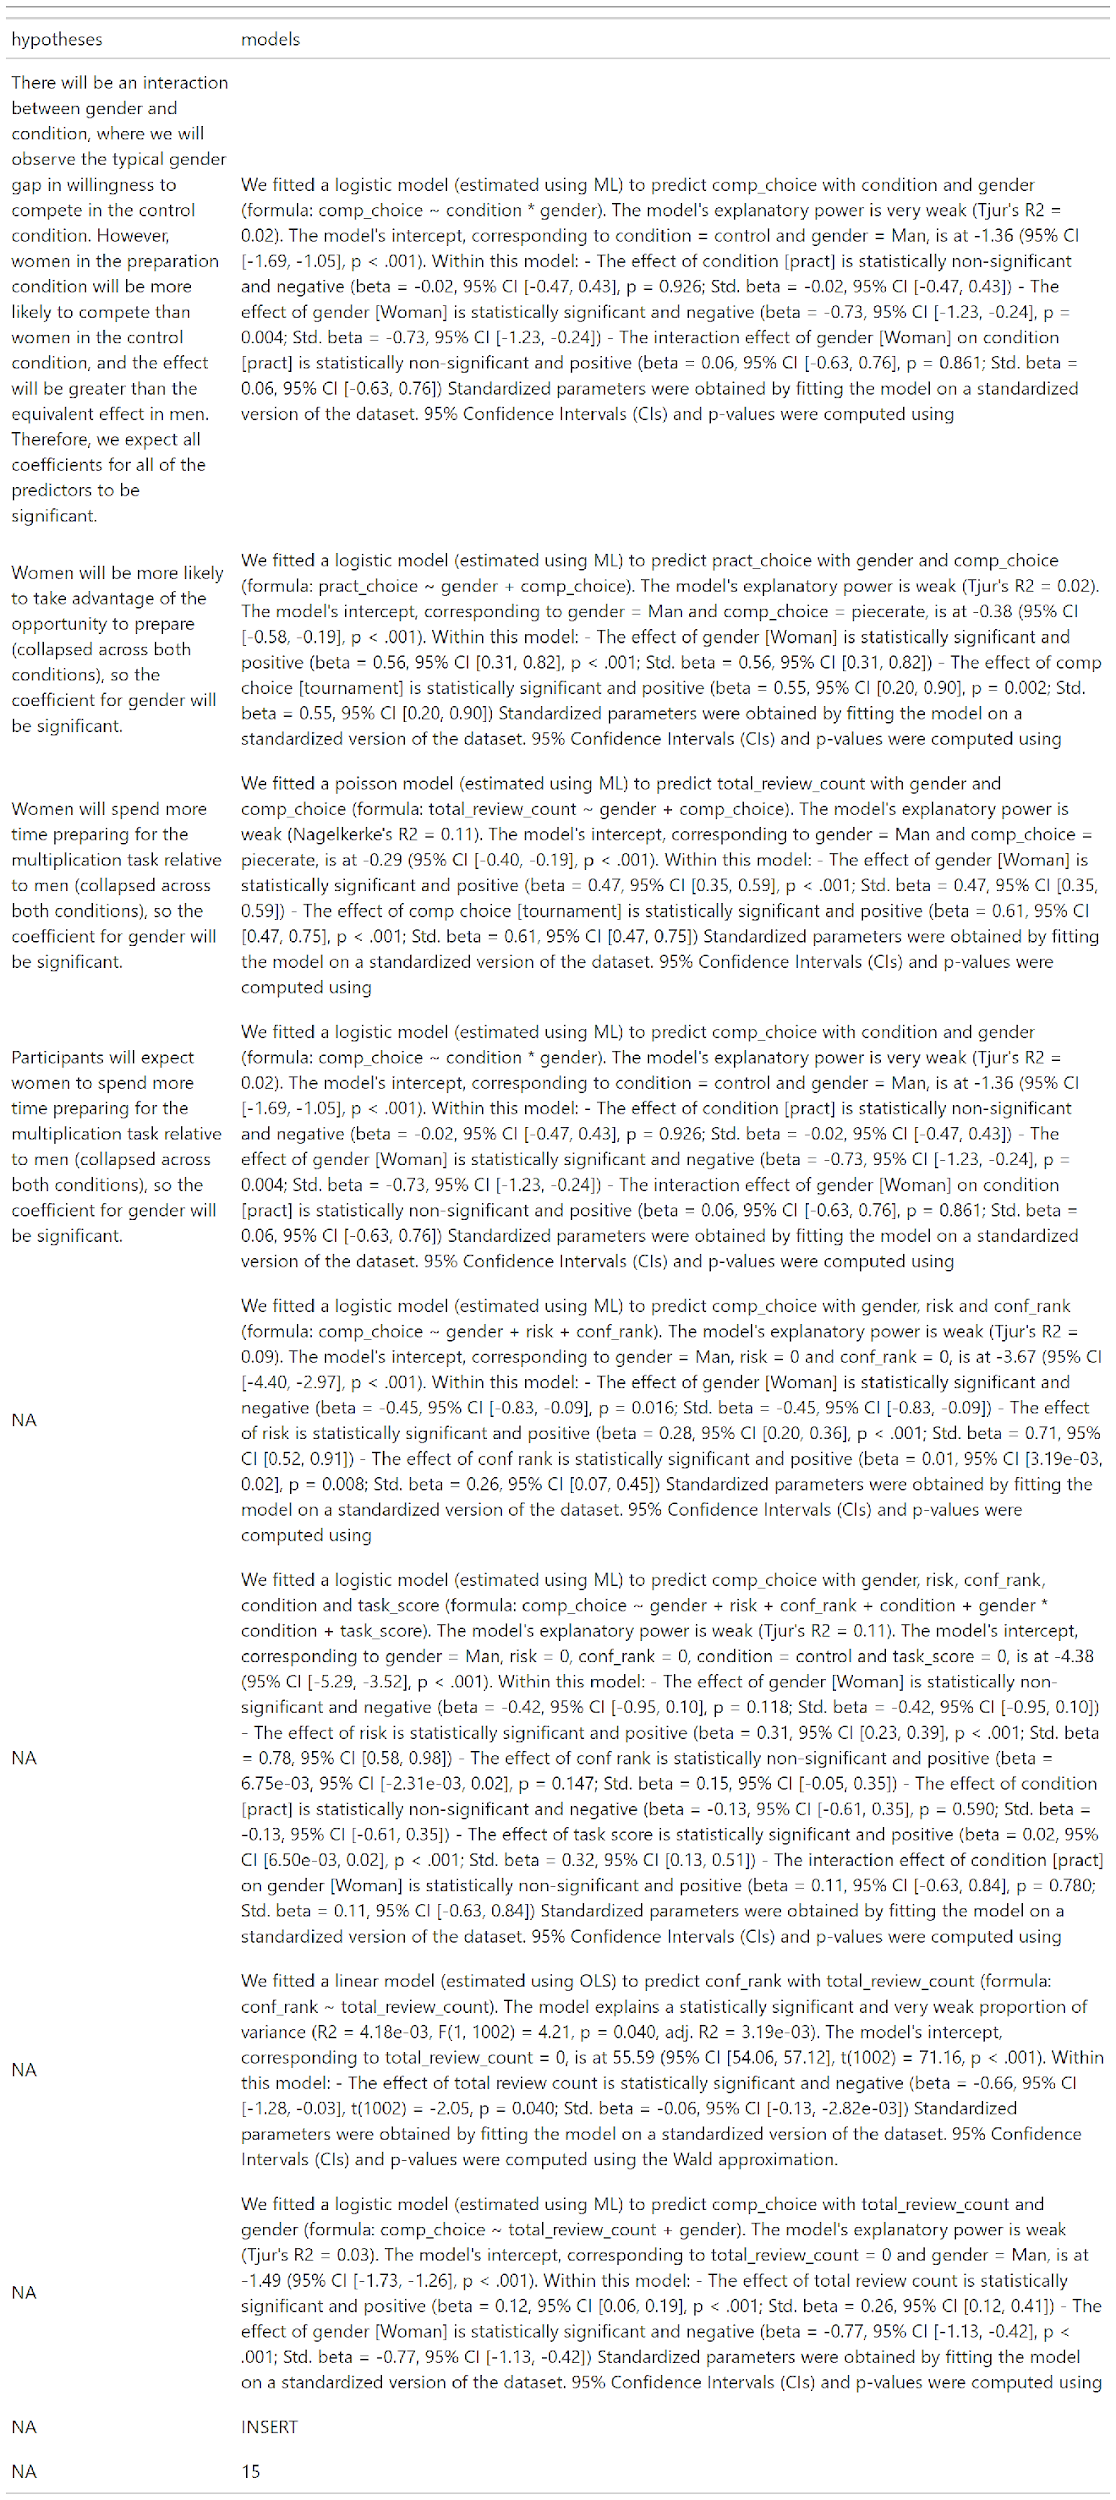 hypotheses models
There will be an interaction
between gender and
condition, where we will
observe the typical gender
gap in willingness to
compete in the control
condition. However,
women in the preparation
condition will be more
likely to compete than
women in the control
condition, and the effect
will be greater than the
equivalent effect in men.
Therefore, we expect all
coefficients for all of the
predictors to be
significant.
We fitted a logistic model (estimated using ML) to predict comp_choice with condition and gender
(formula: comp_choice ~ condition * gender). The model's explanatory power is very weak (Tjur's R2 =
0.02). The model's intercept, corresponding to condition = control and gender = Man, is at -1.36 (95% CI
[-1.69, -1.05], p < .001). Within this model: - The effect of condition [pract] is statistically non-significant
and negative (beta = -0.02, 95% CI [-0.47, 0.43], p = 0.926; Std. beta = -0.02, 95% CI [-0.47, 0.43]) - The
effect of gender [Woman] is statistically significant and negative (beta = -0.73, 95% CI [-1.23, -0.24], p =
0.004; Std. beta = -0.73, 95% CI [-1.23, -0.24]) - The interaction effect of gender [Woman] on condition
[pract] is statistically non-significant and positive (beta = 0.06, 95% CI [-0.63, 0.76], p = 0.861; Std. beta =
0.06, 95% CI [-0.63, 0.76]) Standardized parameters were obtained by fitting the model on a standardized
version of the dataset. 95% Confidence Intervals (CIs) and p-values were computed using
Women will be more likely
to take advantage of the
opportunity to prepare
(collapsed across both
conditions), so the
coefficient for gender will
be significant.
We fitted a logistic model (estimated using ML) to predict pract_choice with gender and comp_choice
(formula: pract_choice ~ gender + comp_choice). The model's explanatory power is weak (Tjur's R2 = 0.02).
The model's intercept, corresponding to gender = Man and comp_choice = piecerate, is at -0.38 (95% CI
[-0.58, -0.19], p < .001). Within this model: - The effect of gender [Woman] is statistically significant and
positive (beta = 0.56, 95% CI [0.31, 0.82], p < .001; Std. beta = 0.56, 95% CI [0.31, 0.82]) - The effect of comp
choice [tournament] is statistically significant and positive (beta = 0.55, 95% CI [0.20, 0.90], p = 0.002; Std.
beta = 0.55, 95% CI [0.20, 0.90]) Standardized parameters were obtained by fitting the model on a
standardized version of the dataset. 95% Confidence Intervals (CIs) and p-values were computed using
Women will spend more
time preparing for the
multiplication task relative
to men (collapsed across
both conditions), so the
coefficient for gender will
be significant.
We fitted a poisson model (estimated using ML) to predict total_review_count with gender and
comp_choice (formula: total_review_count ~ gender + comp_choice). The model's explanatory power is
weak (Nagelkerke's R2 = 0.11). The model's intercept, corresponding to gender = Man and comp_choice =
piecerate, is at -0.29 (95% CI [-0.40, -0.19], p < .001). Within this model: - The effect of gender [Woman] is
statistically significant and positive (beta = 0.47, 95% CI [0.35, 0.59], p < .001; Std. beta = 0.47, 95% CI [0.35,
0.59]) - The effect of comp choice [tournament] is statistically significant and positive (beta = 0.61, 95% CI
[0.47, 0.75], p < .001; Std. beta = 0.61, 95% CI [0.47, 0.75]) Standardized parameters were obtained by fitting
the model on a standardized version of the dataset. 95% Confidence Intervals (CIs) and p-values were
computed using
Participants will expect
women to spend more
time preparing for the
multiplication task relative
to men (collapsed across
both conditions), so the
coefficient for gender will
be significant.
We fitted a logistic model (estimated using ML) to predict comp_choice with condition and gender
(formula: comp_choice ~ condition * gender). The model's explanatory power is very weak (Tjur's R2 =
0.02). The model's intercept, corresponding to condition = control and gender = Man, is at -1.36 (95% CI
[-1.69, -1.05], p < .001). Within this model: - The effect of condition [pract] is statistically non-significant
and negative (beta = -0.02, 95% CI [-0.47, 0.43], p = 0.926; Std. beta = -0.02, 95% CI [-0.47, 0.43]) - The
effect of gender [Woman] is statistically significant and negative (beta = -0.73, 95% CI [-1.23, -0.24], p =
0.004; Std. beta = -0.73, 95% CI [-1.23, -0.24]) - The interaction effect of gender [Woman] on condition
[pract] is statistically non-significant and positive (beta = 0.06, 95% CI [-0.63, 0.76], p = 0.861; Std. beta =
0.06, 95% CI [-0.63, 0.76]) Standardized parameters were obtained by fitting the model on a standardized
version of the dataset. 95% Confidence Intervals (CIs) and p-values were computed using
NA
We fitted a logistic model (estimated using ML) to predict comp_choice with gender, risk and conf_rank
(formula: comp_choice ~ gender + risk + conf_rank). The model's explanatory power is weak (Tjur's R2 =
0.09). The model's intercept, corresponding to gender = Man, risk = 0 and conf_rank = 0, is at -3.67 (95% CI
[-4.40, -2.97], p < .001). Within this model: - The effect of gender [Woman] is statistically significant and
negative (beta = -0.45, 95% CI [-0.83, -0.09], p = 0.016; Std. beta = -0.45, 95% CI [-0.83, -0.09]) - The effect
of risk is statistically significant and positive (beta = 0.28, 95% CI [0.20, 0.36], p < .001; Std. beta = 0.71, 95%
CI [0.52, 0.91]) - The effect of conf rank is statistically significant and positive (beta = 0.01, 95% CI [3.19e-03,
0.02], p = 0.008; Std. beta = 0.26, 95% CI [0.07, 0.45]) Standardized parameters were obtained by fitting the
model on a standardized version of the dataset. 95% Confidence Intervals (CIs) and p-values were
computed using
NA
We fitted a logistic model (estimated using ML) to predict comp_choice with gender, risk, conf_rank,
condition and task_score (formula: comp_choice ~ gender + risk + conf_rank + condition + gender *
condition + task_score). The model's explanatory power is weak (Tjur's R2 = 0.11). The model's intercept,
corresponding to gender = Man, risk = 0, conf_rank = 0, condition = control and task_score = 0, is at -4.38
(95% CI [-5.29, -3.52], p < .001). Within this model: - The effect of gender [Woman] is statistically non-
significant and negative (beta = -0.42, 95% CI [-0.95, 0.10], p = 0.118; Std. beta = -0.42, 95% CI [-0.95, 0.10])
- The effect of risk is statistically significant and positive (beta = 0.31, 95% CI [0.23, 0.39], p < .001; Std. beta
= 0.78, 95% CI [0.58, 0.98]) - The effect of conf rank is statistically non-significant and positive (beta =
6.75e-03, 95% CI [-2.31e-03, 0.02], p = 0.147; Std. beta = 0.15, 95% CI [-0.05, 0.35]) - The effect of condition
[pract] is statistically non-significant and negative (beta = -0.13, 95% CI [-0.61, 0.35], p = 0.590; Std. beta =
-0.13, 95% CI [-0.61, 0.35]) - The effect of task score is statistically significant and positive (beta = 0.02, 95%
CI [6.50e-03, 0.02], p < .001; Std. beta = 0.32, 95% CI [0.13, 0.51]) - The interaction effect of condition [pract]
on gender [Woman] is statistically non-significant and positive (beta = 0.11, 95% CI [-0.63, 0.84], p = 0.780;
Std. beta = 0.11, 95% CI [-0.63, 0.84]) Standardized parameters were obtained by fitting the model on a
standardized version of the dataset. 95% Confidence Intervals (CIs) and p-values were computed using
NA
We fitted a linear model (estimated using OLS) to predict conf_rank with total_review_count (formula:
conf_rank ~ total_review_count). The model explains a statistically significant and very weak proportion of
variance (R2 = 4.18e-03, F(1, 1002) = 4.21, p = 0.040, adj. R2 = 3.19e-03). The model's intercept,
corresponding to total_review_count = 0, is at 55.59 (95% CI [54.06, 57.12], t(1002) = 71.16, p < .001). Within
this model: - The effect of total review count is statistically significant and negative (beta = -0.66, 95% CI
[-1.28, -0.03], t(1002) = -2.05, p = 0.040; Std. beta = -0.06, 95% CI [-0.13, -2.82e-03]) Standardized
parameters were obtained by fitting the model on a standardized version of the dataset. 95% Confidence
Intervals (CIs) and p-values were computed using the Wald approximation.
NA
We fitted a logistic model (estimated using ML) to predict comp_choice with total_review_count and
gender (formula: comp_choice ~ total_review_count + gender). The model's explanatory power is weak
(Tjur's R2 = 0.03). The model's intercept, corresponding to total_review_count = 0 and gender = Man, is at
-1.49 (95% CI [-1.73, -1.26], p < .001). Within this model: - The effect of total review count is statistically
significant and positive (beta = 0.12, 95% CI [0.06, 0.19], p < .001; Std. beta = 0.26, 95% CI [0.12, 0.41]) - The
effect of gender [Woman] is statistically significant and negative (beta = -0.77, 95% CI [-1.13, -0.42], p <
.001; Std. beta = -0.77, 95% CI [-1.13, -0.42]) Standardized parameters were obtained by fitting the model
on a standardized version of the dataset. 95% Confidence Intervals (CIs) and p-values were computed using
NA INSERT
NA 15